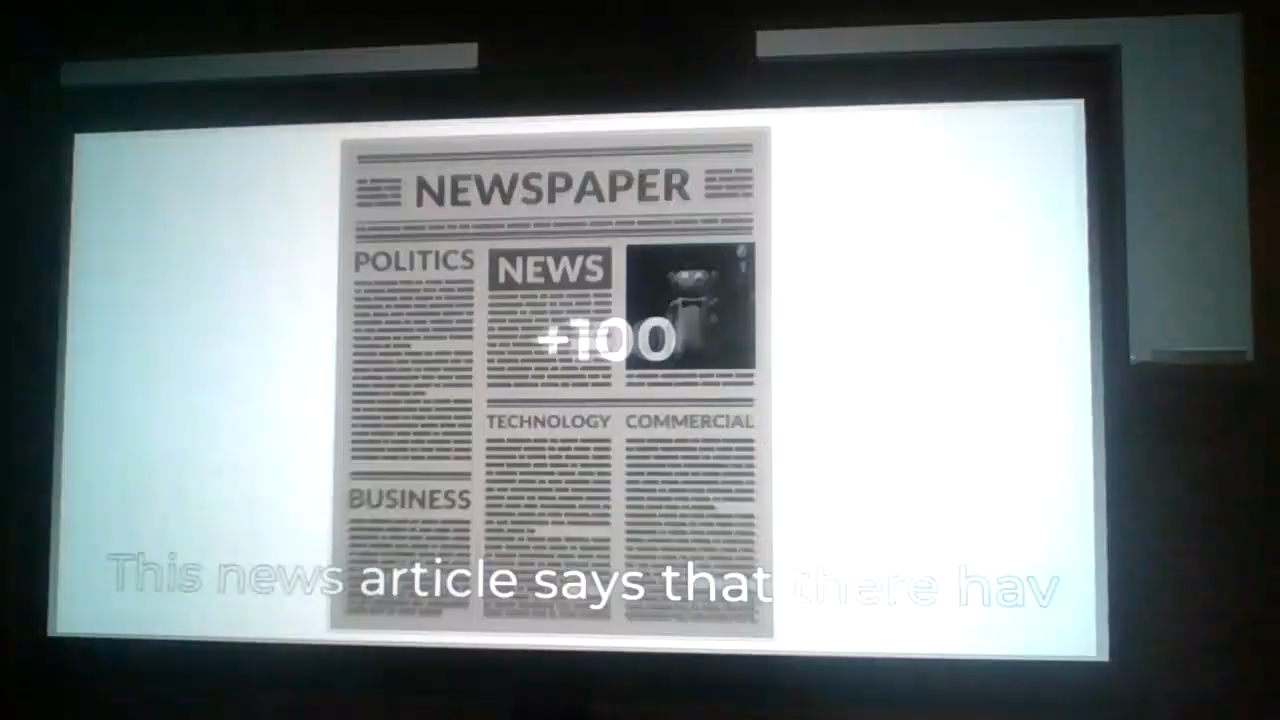 NEWSPAPER
POLITICS
NEWS
+100
TECHNOLOGY
COMMERCIAL
BUSINESS
This news article says that there hav